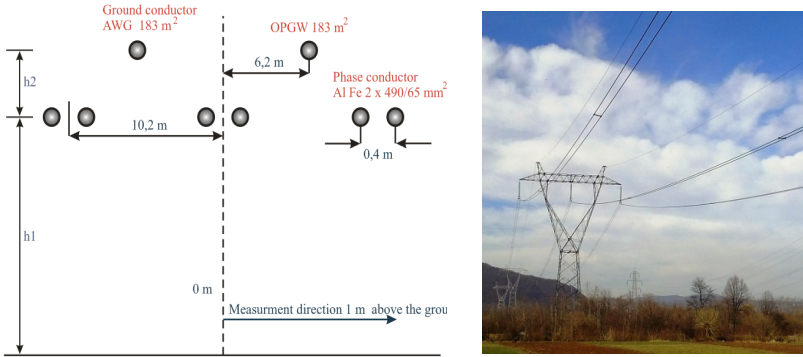 Ground conductor
AWG 183 m²
OPGW 183 m²
6,2 m
h2
Phase conductor
Al Fe 2 x 490/65 mm²
10,2 m
0,4 m
h1
0 m
Measurment direction 1 m above the grou